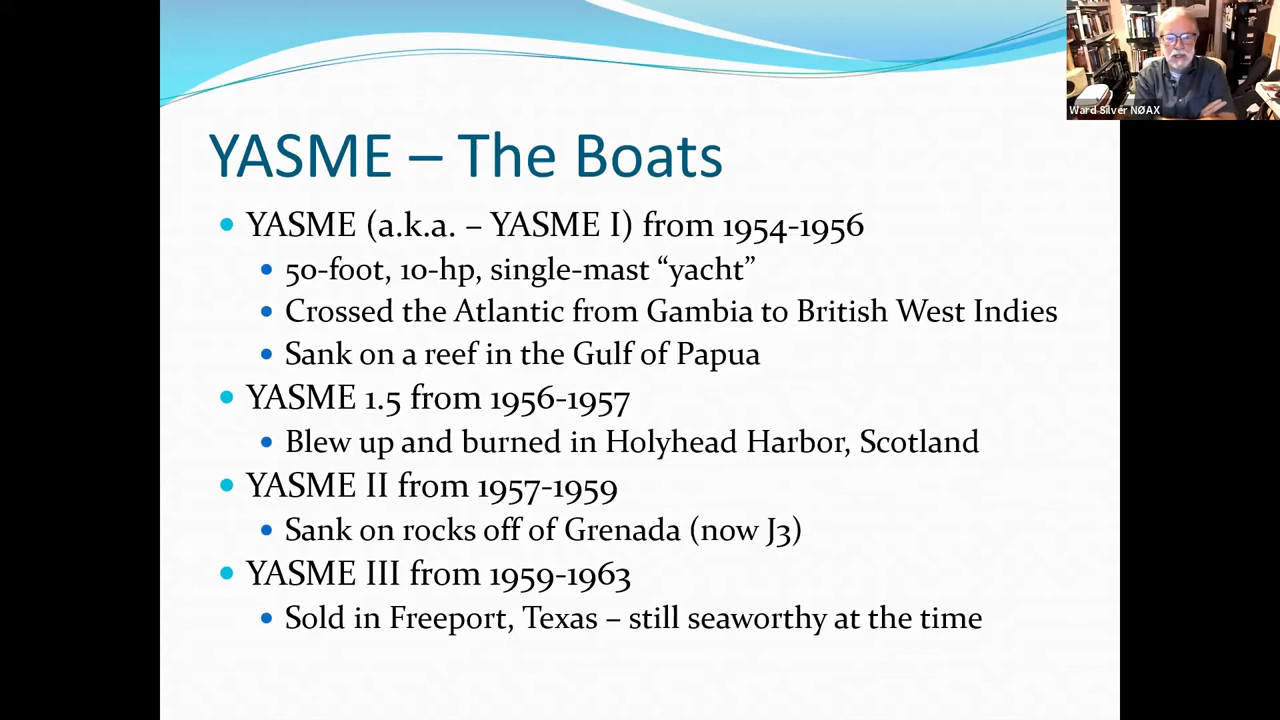 Ward Silver NØAX
YASME – The Boats
• YASME (a.k.a. – YASME I) from 1954-1956
• 50-foot, 10-hp, single-mast “yacht”
• Crossed the Atlantic from Gambia to British West Indies
• Sank on a reef in the Gulf of Papua
• YASME 1.5 from 1956-1957
• Blew up and burned in Holyhead Harbor, Scotland
• YASME II from 1957-1959
• Sank on rocks off of Grenada (now J3)
• YASME III from 1959-1963
• Sold in Freeport, Texas – still seaworthy at the time